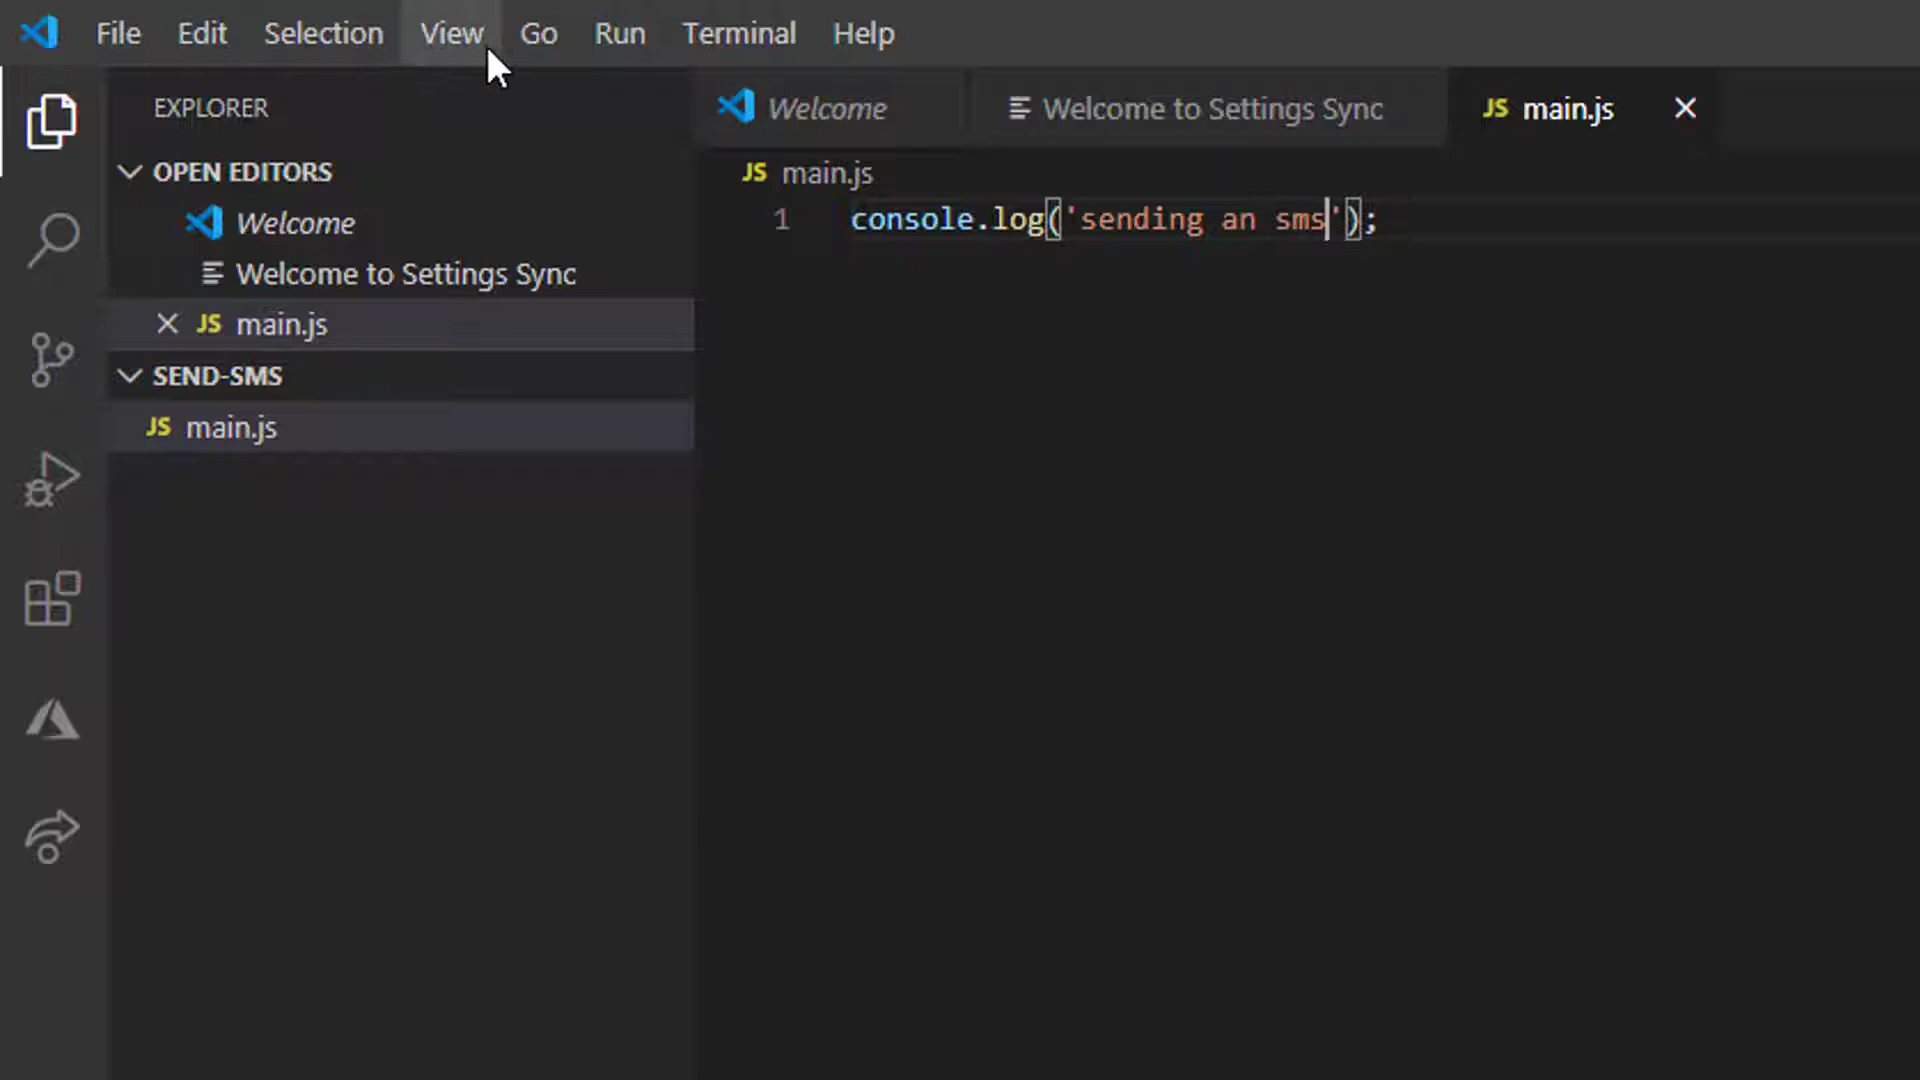 File Edit Selection View Go Run Terminal Help
EXPLORER
OPEN EDITORS
Welcome
Welcome to Settings Sync
JS main.js
SEND-SMS
JS main.js
Welcome Welcome to Settings Sync JS main.js
JS main.js
1 console.log('sending an sms');